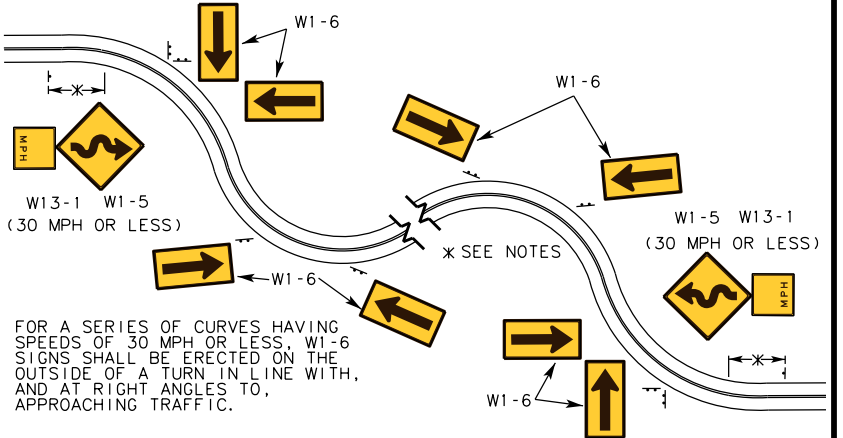 W1-6
W1-6
MPH
W13-1 W1-5
(30 MPH OR LESS)
W1-5 W13-1
(30 MPH OR LESS)
* SEE NOTES
MPH
W1-6
*
*
FOR A SERIES OF CURVES HAVING
SPEEDS OF 30 MPH OR LESS, W1-6
SIGNS SHALL BE ERECTED ON THE
OUTSIDE OF A TURN IN LINE WITH,
AND AT RIGHT ANGLES TO,
APPROACHING TRAFFIC.
W1-6